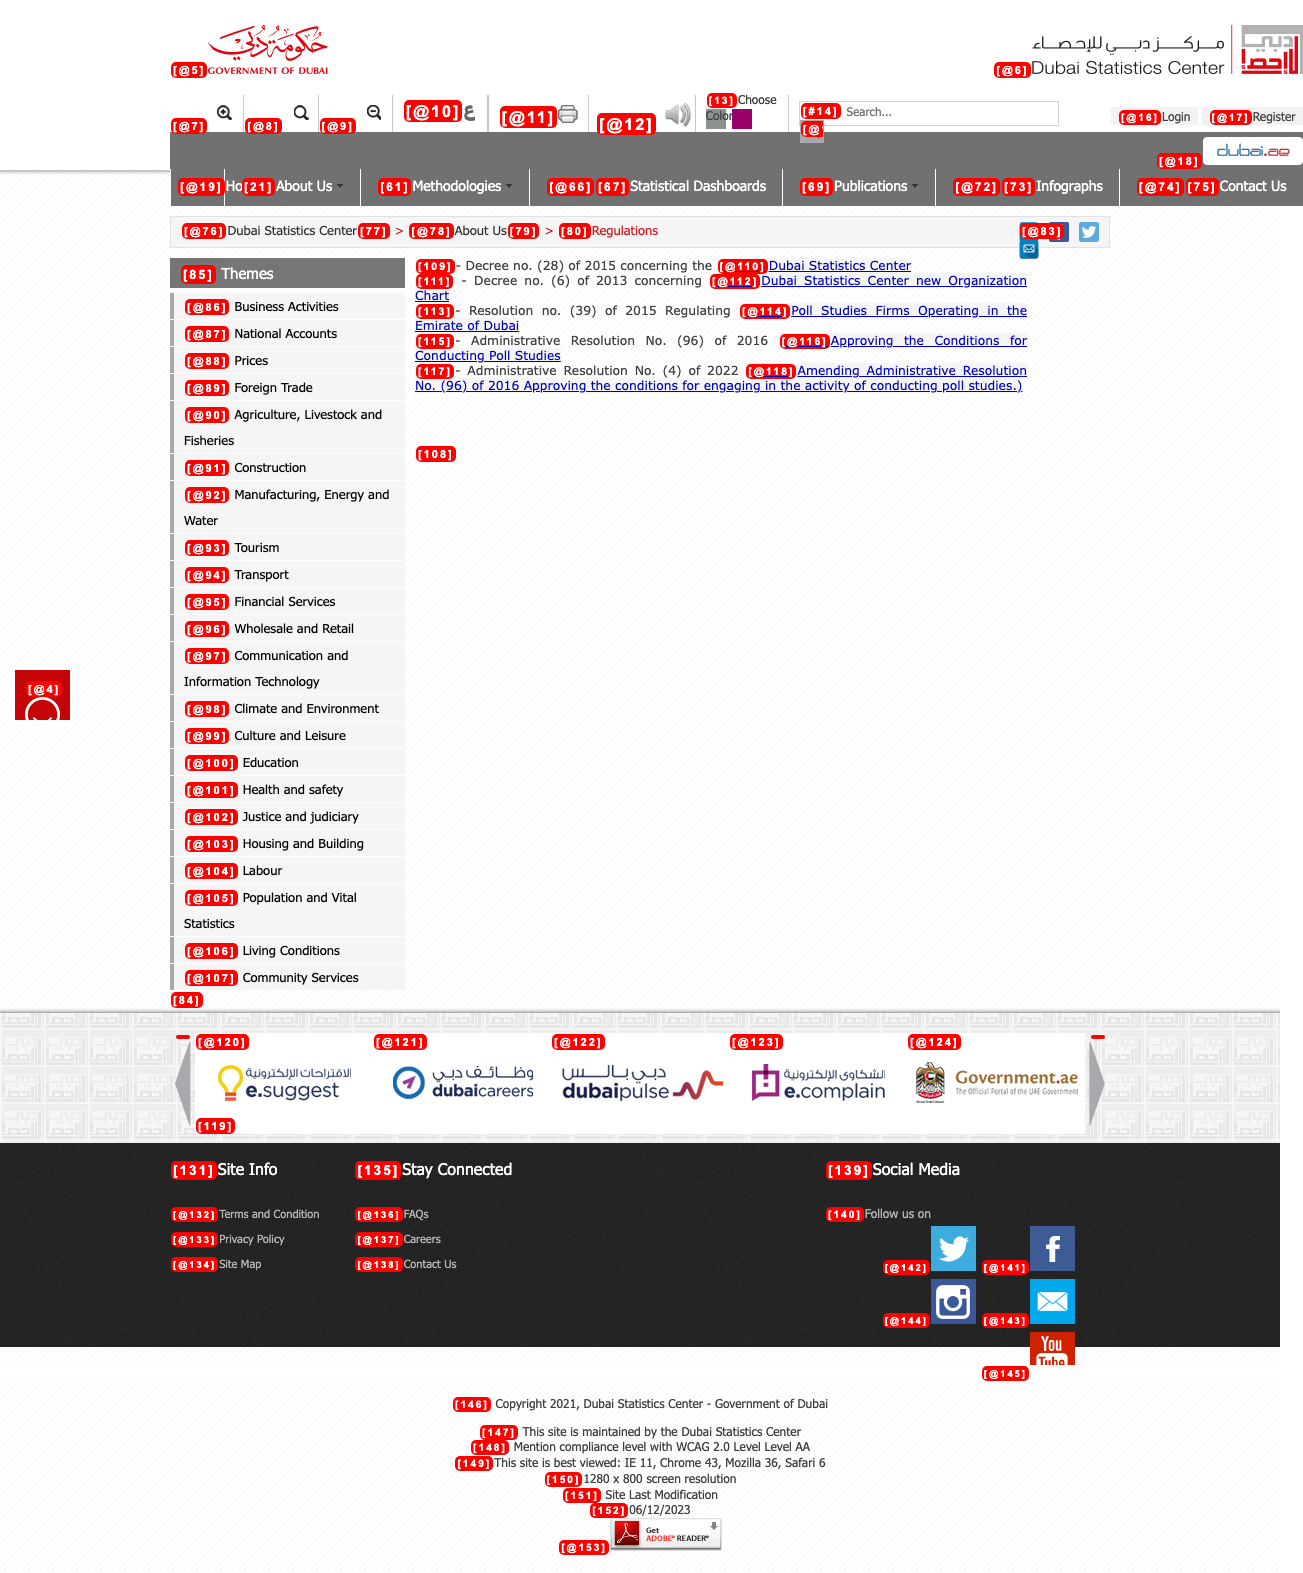 حكومة دبي
[@5] GOVERNMENT OF DUBAI
مركز دبي للإحصاء
[@6] Dubai Statistics Center
[@7] [@8] [@9] [@10] ع [@11] [@12] [13] Choose Color [#14] Search... [@16] Login [@17] Register
[@18] dubai.ae
[@19] [21] About Us [61] Methodologies [@66] [67] Statistical Dashboards [69] Publications [@72] [73] Infographs [@74] [75] Contact Us
[@76] Dubai Statistics Center [77] > [@78] About Us [79] > [80] Regulations [@83]
[85] Themes
[@86] Business Activities
[@87] National Accounts
[@88] Prices
[@89] Foreign Trade
[@90] Agriculture, Livestock and
Fisheries
[@91] Construction
[@92] Manufacturing, Energy and
Water
[@93] Tourism
[@94] Transport
[@95] Financial Services
[@96] Wholesale and Retail
[@97] Communication and
Information Technology
[@98] Climate and Environment
[@99] Culture and Leisure
[@100] Education
[@101] Health and safety
[@102] Justice and judiciary
[@103] Housing and Building
[@104] Labour
[@105] Population and Vital
Statistics
[@106] Living Conditions
[@107] Community Services
[84]
[109] - Decree no. (28) of 2015 concerning the [@110] Dubai Statistics Center
[111] - Decree no. (6) of 2013 concerning [@112] Dubai Statistics Center new Organization
Chart
[113] - Resolution no. (39) of 2015 Regulating [@114] Poll Studies Firms Operating in the
Emirate of Dubai
[115] - Administrative Resolution No. (96) of 2016 [@116] Approving the Conditions for
Conducting Poll Studies
[117] - Administrative Resolution No. (4) of 2022 [@118] Amending Administrative Resolution
No. (96) of 2016 Approving the conditions for engaging in the activity of conducting poll studies.)
[108]
[@4]
[@120] [@121] [@122] [@123] [@124]
الاقتراحات الإلكترونية
e.suggest
وظائف دبي
dubaicareers
دبي بالس
dubaipulse
الشكاوى الإلكترونية
e.complain
Government.ae
The Official Portal of the UAE Government
[119]
[131] Site Info
[@132] Terms and Condition
[@133] Privacy Policy
[@134] Site Map
[135] Stay Connected
[@136] FAQs
[@137] Careers
[@138] Contact Us
[139] Social Media
[140] Follow us on
[@142] [@141]
[@144] [@143]
You
Tube
[@145]
[146] Copyright 2021, Dubai Statistics Center - Government of Dubai
[147] This site is maintained by the Dubai Statistics Center
[148] Mention compliance level with WCAG 2.0 Level Level AA
[149] This site is best viewed: IE 11, Chrome 43, Mozilla 36, Safari 6
[150] 1280 x 800 screen resolution
[151] Site Last Modification
[152] 06/12/2023
[@153] Get
ADOBE® READER®